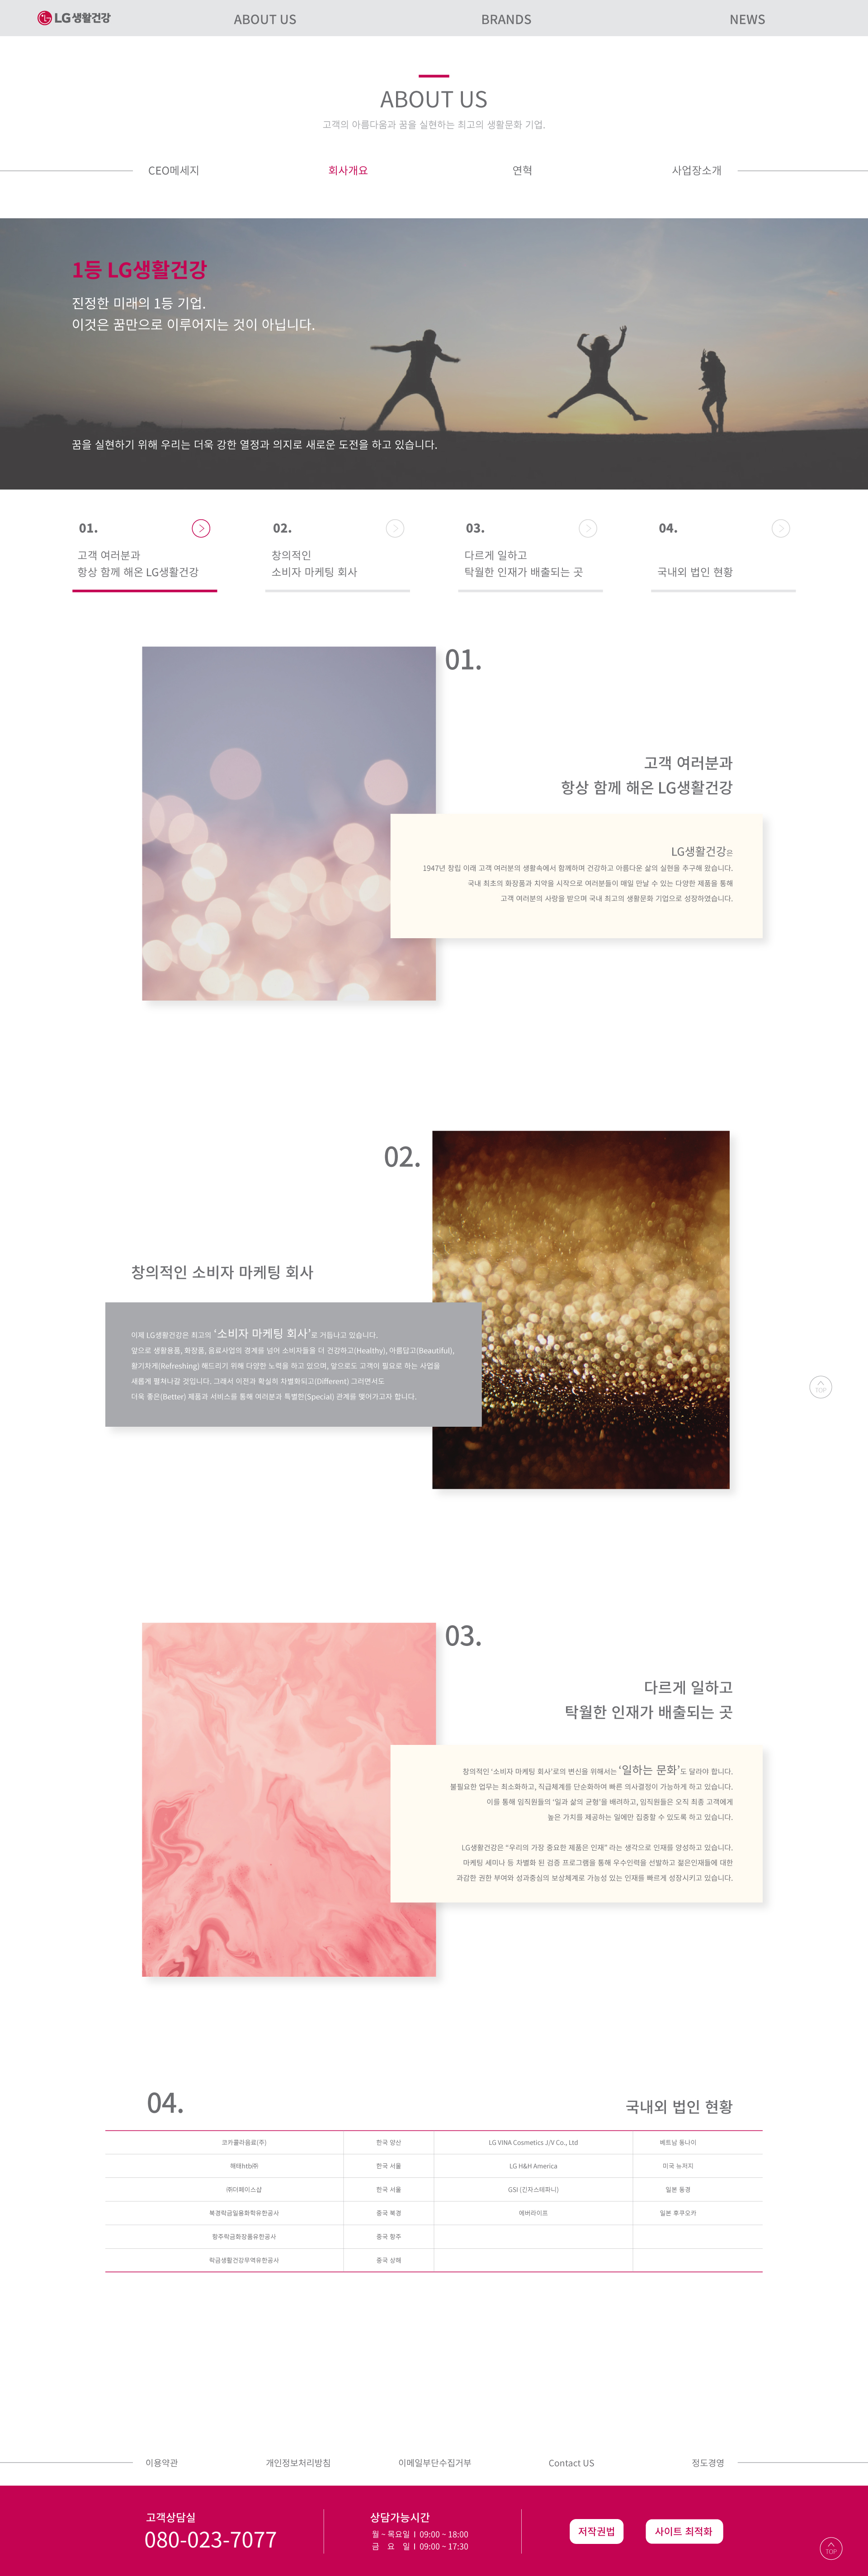 LG생활건강
ABOUT US
BRANDS
NEWS
ABOUT US
고객의 아름다움과 꿈을 실현하는 최고의 생활문화 기업.
CEO메세지
회사개요
연혁
사업장소개
1등 LG생활건강
진정한 미래의 1등 기업.
이것은 꿈만으로 이루어지는 것이 아닙니다.
꿈을 실현하기 위해 우리는 더욱 강한 열정과 의지로 새로운 도전을 하고 있습니다.
01.
고객 여러분과
항상 함께 해온 LG생활건강
02.
창의적인
소비자 마케팅 회사
03.
다르게 일하고
탁월한 인재가 배출되는 곳
04.
국내외 법인 현황
01.
고객 여러분과
항상 함께 해온 LG생활건강
LG생활건강은
1947년 창립 이래 고객 여러분의 생활속에서 함께하며 건강하고 아름다운 삶의 실현을 추구해 왔습니다.
국내 최초의 화장품과 치약을 시작으로 여러분들이 매일 만날 수 있는 다양한 제품을 통해
고객 여러분의 사랑을 받으며 국내 최고의 생활문화 기업으로 성장하였습니다.
02.
창의적인 소비자 마케팅 회사
이제 LG생활건강은 최고의 '소비자 마케팅 회사'로 거듭나고 있습니다.
앞으로 생활용품, 화장품, 음료사업의 경계를 넘어 소비자들을 더 건강하고(Healthy), 아름답고(Beautiful),
활기차게(Refreshing) 해드리기 위해 다양한 노력을 하고 있으며, 앞으로도 고객이 필요로 하는 사업을
새롭게 펼쳐나갈 것입니다. 그래서 이전과 확실히 차별화되고(Different) 그러면서도
더욱 좋은(Better) 제품과 서비스를 통해 여러분과 특별한(Special) 관계를 맺어가고자 합니다.
TOP
03.
다르게 일하고
탁월한 인재가 배출되는 곳
창의적인 '소비자 마케팅 회사'로의 변신을 위해서는 '일하는 문화'도 달라야 합니다.
불필요한 업무는 최소화하고, 직급체계를 단순화하여 빠른 의사결정이 가능하게 하고 있습니다.
이를 통해 임직원들의 '일과 삶의 균형'을 배려하고, 임직원들은 오직 최종 고객에게
높은 가치를 제공하는 일에만 집중할 수 있도록 하고 있습니다.
LG생활건강은 "우리의 가장 중요한 제품은 인재" 라는 생각으로 인재를 양성하고 있습니다.
마케팅 세미나 등 차별화 된 검증 프로그램을 통해 우수인력을 선발하고 젊은인재들에 대한
과감한 권한 부여와 성과중심의 보상체계로 가능성 있는 인재를 빠르게 성장시키고 있습니다.
04.
국내외 법인 현황
코카콜라음료(주) 한국 양산 LG VINA Cosmetics J/V Co., Ltd 베트남 동나이
해태htb㈜ 한국 서울 LG H&H America 미국 뉴저지
㈜더페이스샵 한국 서울 GSI (긴자스테파니) 일본 동경
북경락금일용화학유한공사 중국 북경 에버라이프 일본 후쿠오카
항주락금화장품유한공사 중국 항주
락금생활건강무역유한공사 중국 상해
이용약관
개인정보처리방침
이메일부단수집거부
Contact US
정도경영
고객상담실
080-023-7077
상담가능시간
월 ~ 목요일 I 09:00 ~ 18:00
금 요 일 I 09:00 ~ 17:30
저작권법
사이트 최적화
TOP